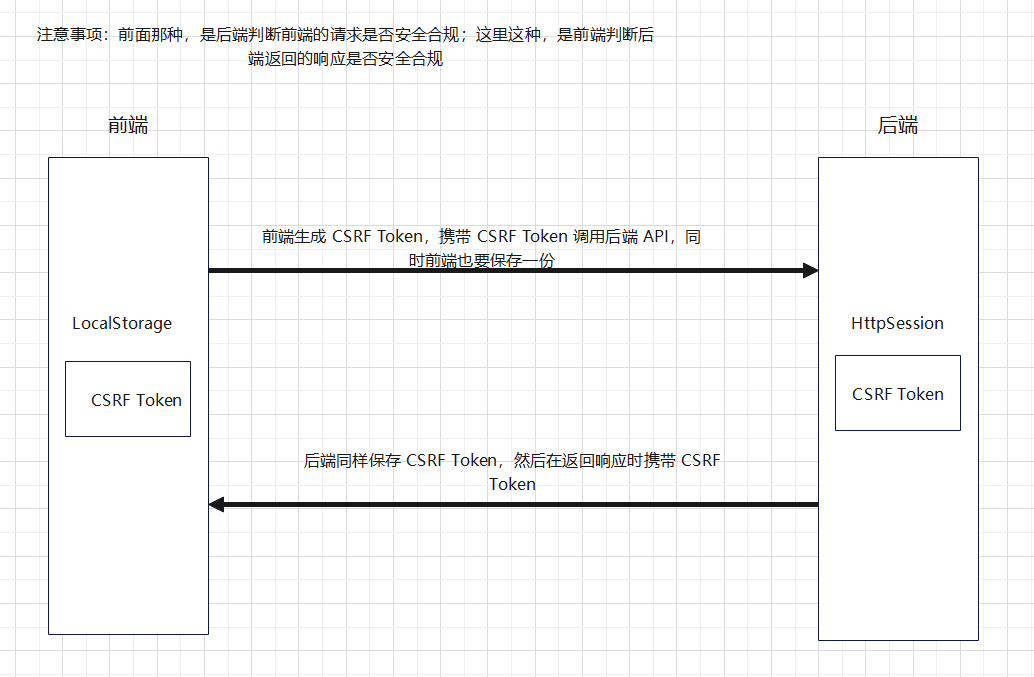 注意事项：前面那种，是后端判断前端的请求是否安全合规；这里这种，是前端判断后
端返回的响应是否安全合规
前端
后端
前端生成 CSRF Token，携带 CSRF Token 调用后端 API，同
时前端也要保存一份
LocalStorage
HttpSession
CSRF Token
CSRF Token
后端同样保存 CSRF Token，然后在返回响应时携带 CSRF
Token